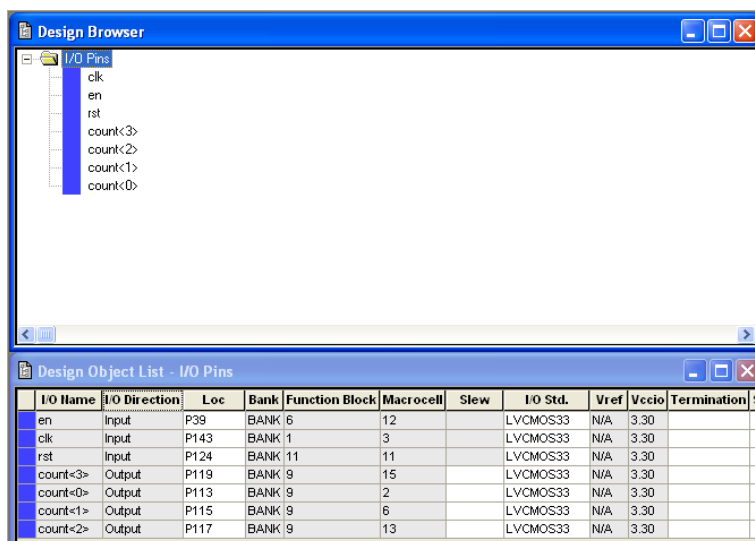 Design Browser
I/O Pins
clk
en
rst
count<3>
count<2>
count<1>
count<0>
Design Object List - I/O Pins
I/O Name I/O Direction Loc Bank Function Block Macrocell Slew I/O Std. Vref Vccio Termination
en Input P39 BANK 6 12 LVCMOS33 N/A 3.30
clk Input P143 BANK 1 3 LVCMOS33 N/A 3.30
rst Input P124 BANK 11 11 LVCMOS33 N/A 3.30
count<3> Output P119 BANK 9 15 LVCMOS33 N/A 3.30
count<0> Output P113 BANK 9 2 LVCMOS33 N/A 3.30
count<1> Output P115 BANK 9 6 LVCMOS33 N/A 3.30
count<2> Output P117 BANK 9 13 LVCMOS33 N/A 3.30